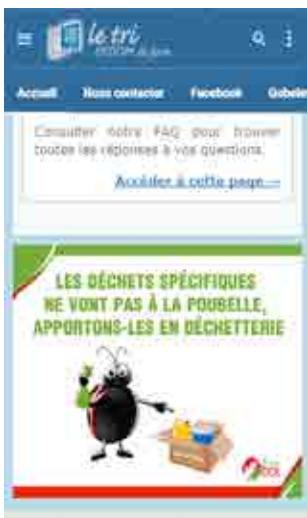 le tri
Accueil Nous contacter Facebook Gobele
Consulter notre FAQ pour trouver
toutes les réponses à vos questions.
Accéder à cette page
LES DÉCHETS SPÉCIFIQUES
NE VONT PAS À LA POUBELLE,
APPORTONS-LES EN DÉCHETTERIE